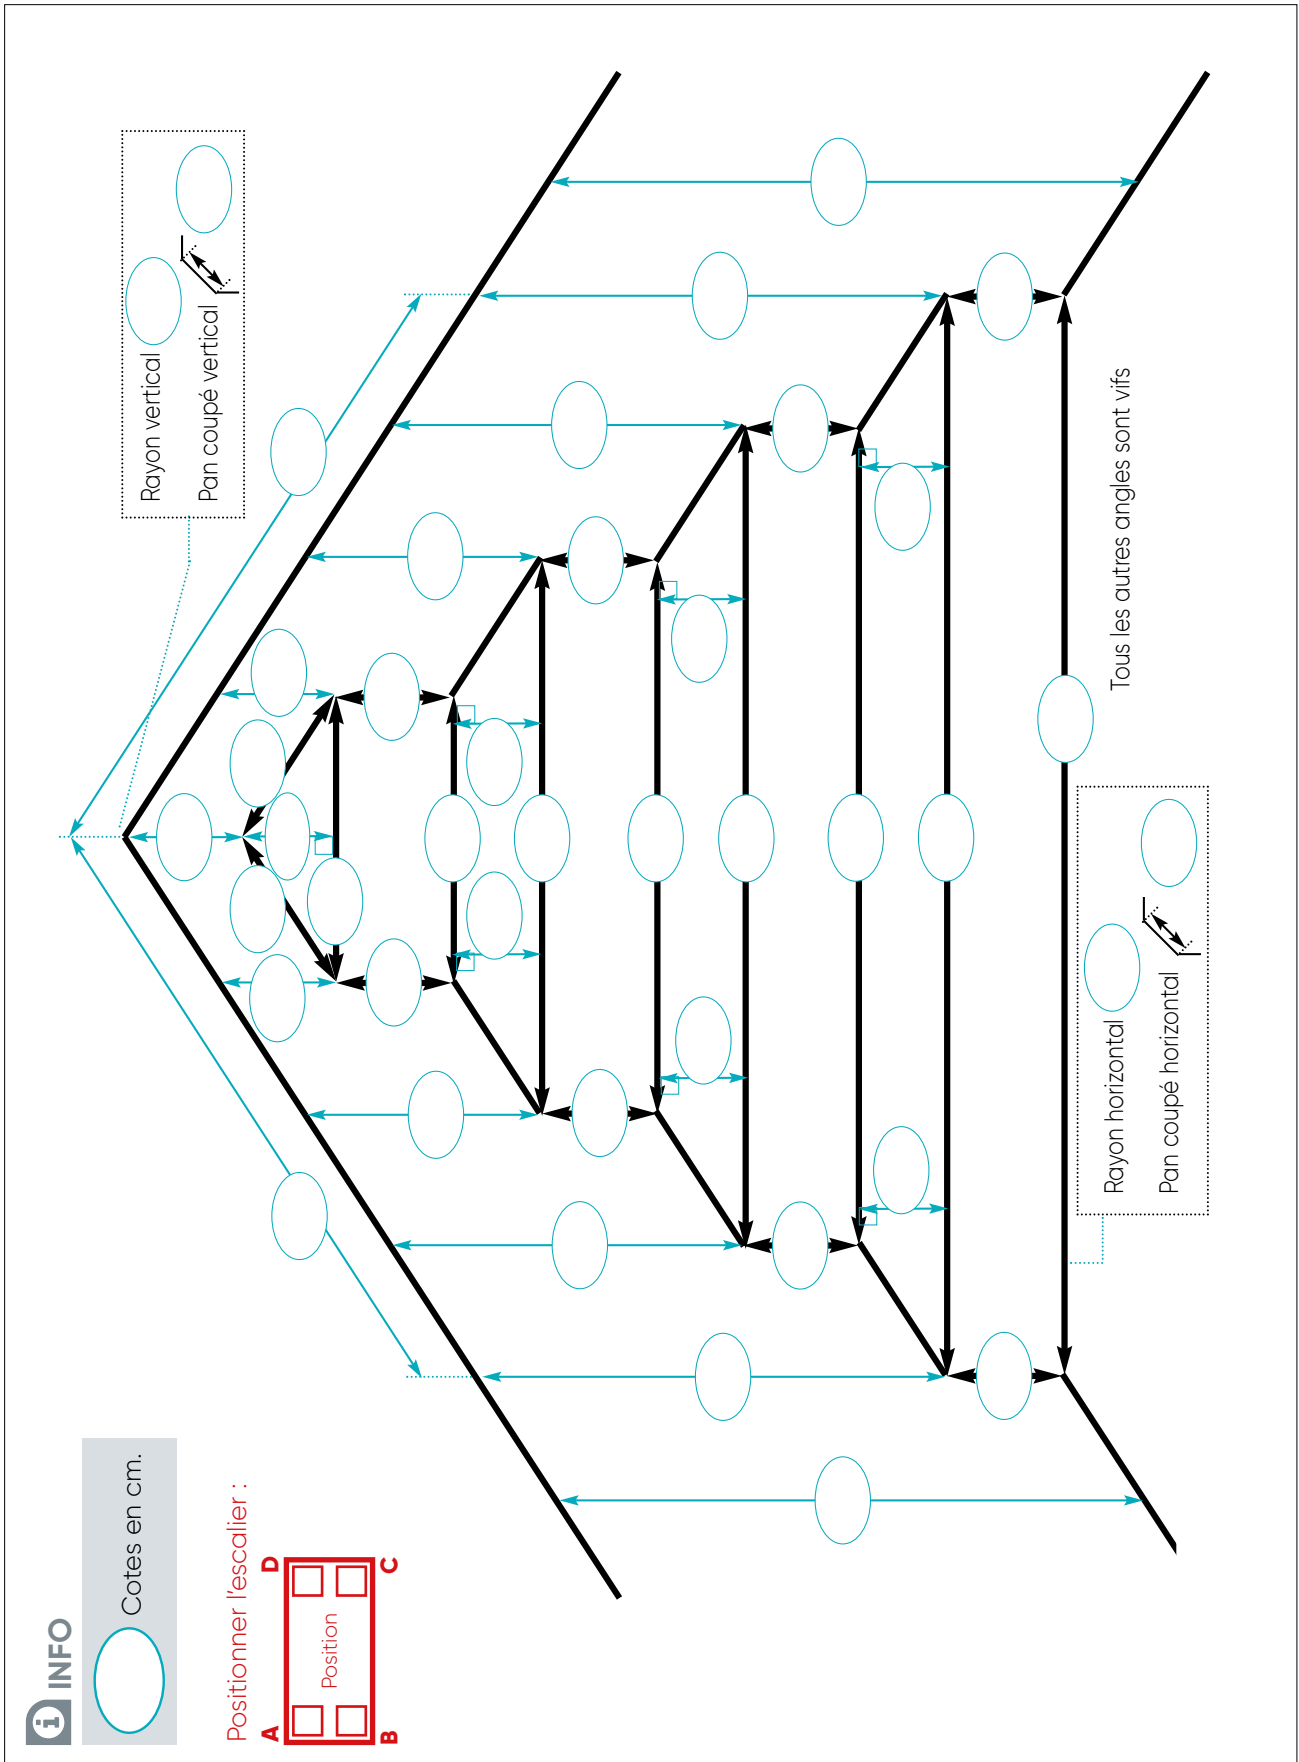 INFO
Cotes en cm.
Positionner l'escalier :
A
D
Position
B
C
Rayon vertical
Pan coupé vertical
Rayon horizontal
Pan coupé horizontal
Tous les autres angles sont vifs